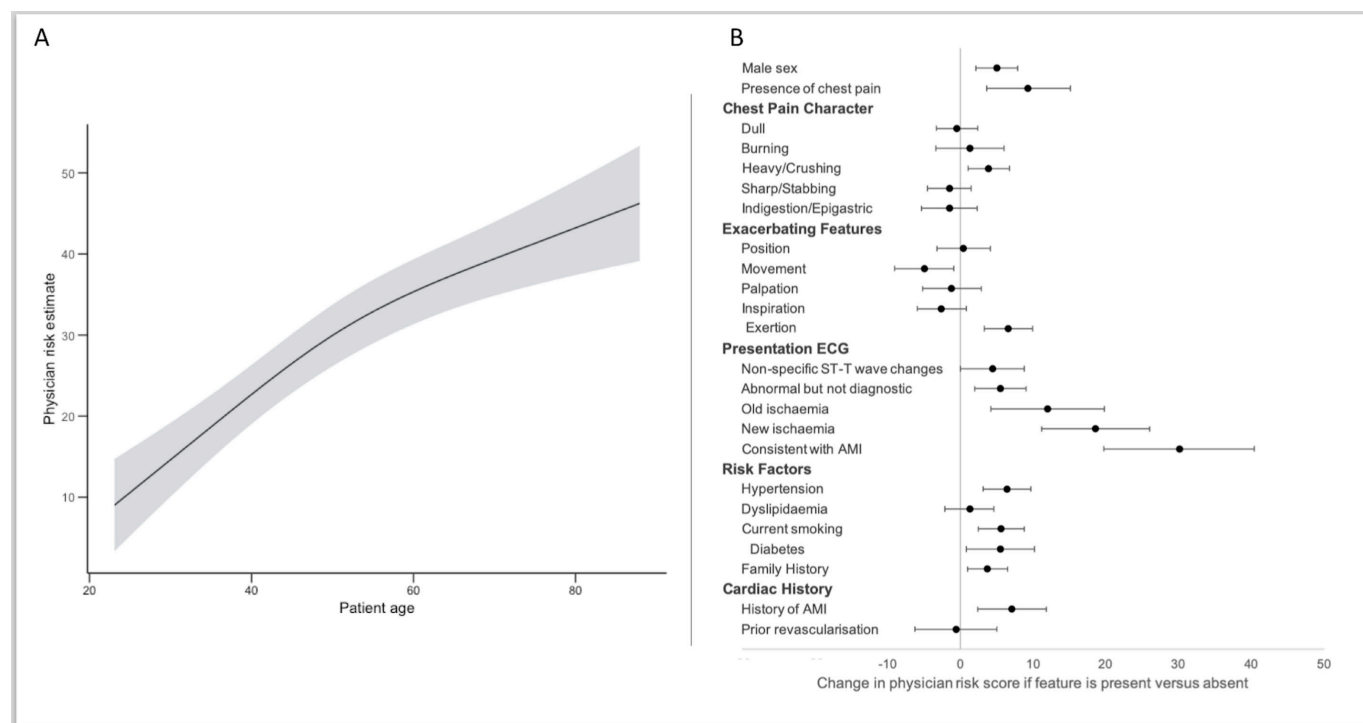 A
Physician risk estimate
50
40
30
20
10
20 40 60 80
Patient age
B
Male sex
Presence of chest pain
Chest Pain Character
Dull
Burning
Heavy/Crushing
Sharp/Stabbing
Indigestion/Epigastric
Exacerbating Features
Position
Movement
Palpation
Inspiration
Exertion
Presentation ECG
Non-specific ST-T wave changes
Abnormal but not diagnostic
Old ischaemia
New ischaemia
Consistent with AMI
Risk Factors
Hypertension
Dyslipidaemia
Current smoking
Diabetes
Family History
Cardiac History
History of AMI
Prior revascularisation
-10 0 10 20 30 40 50
Change in physician risk score if feature is present versus absent